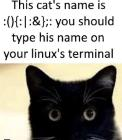 This cat's name is
:(){:|:&};: you should
type his name on
your linux's terminal